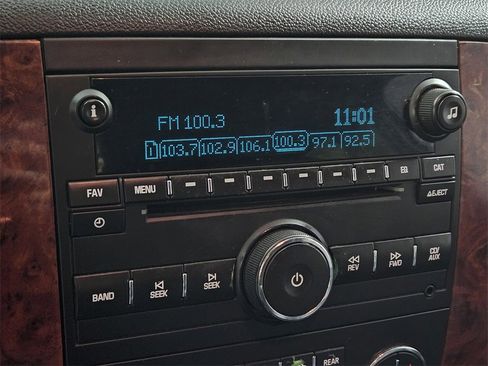 FM 100.3 11:01
1 103.7 102.9 106.1 100.3 97.1 92.5
FAV MENU EQ CAT
EJECT
BAND SEEK SEEK REV FWD CD/AUX
REAR